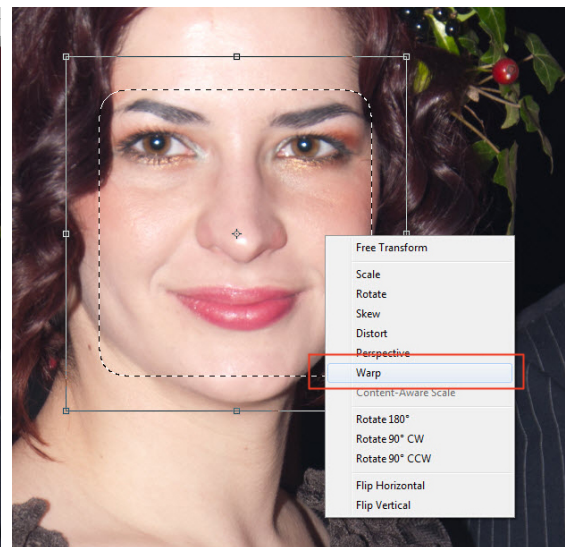 Free Transform
Scale
Rotate
Skew
Distort
Perspective
Warp
Content-Aware Scale
Rotate 180°
Rotate 90° CW
Rotate 90° CCW
Flip Horizontal
Flip Vertical